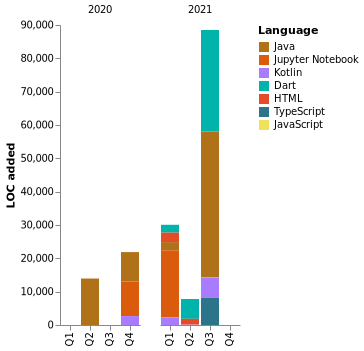 2020 2021
90,000
80,000
70,000
60,000
50,000
40,000
30,000
20,000
10,000
0
LOC added
Q1 Q2 Q3 Q4 Q1 Q2 Q3 Q4
Language
Java
Jupyter Notebook
Kotlin
Dart
HTML
TypeScript
JavaScript